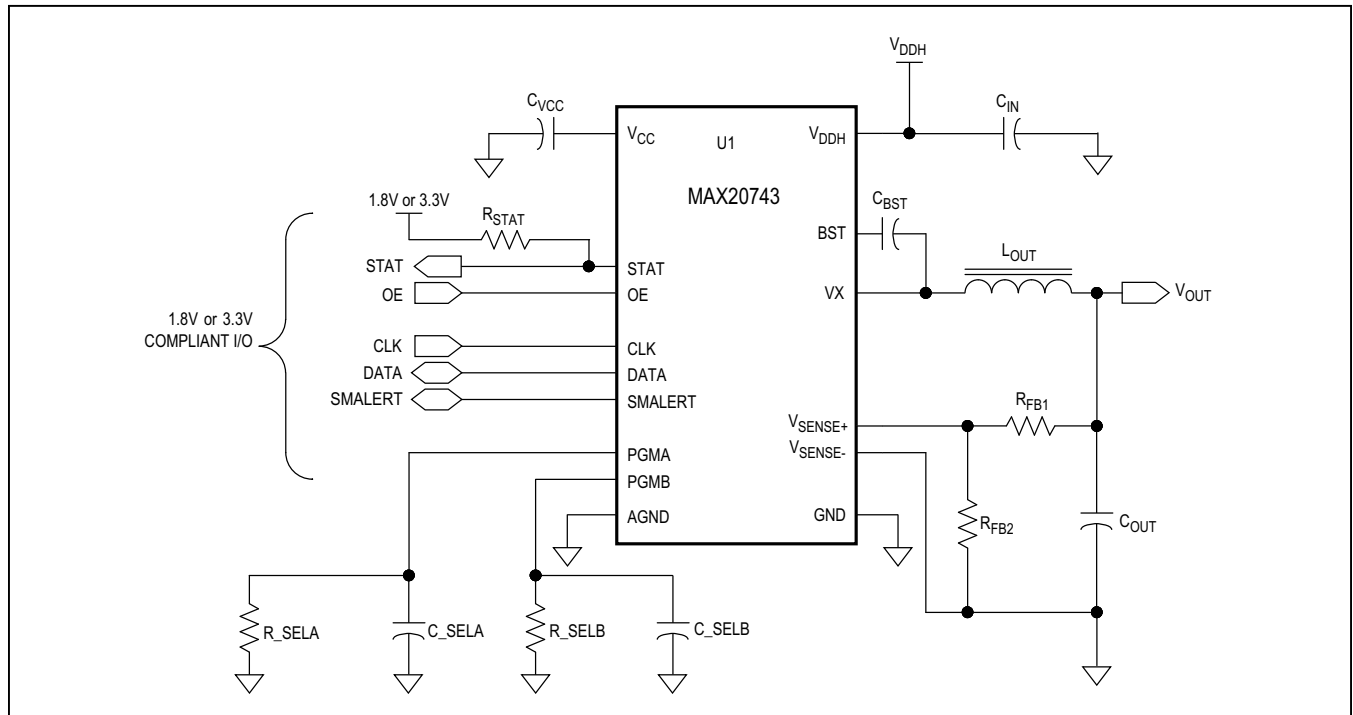 VDDH
CVCC
CIN
VCC
U1
VDDH
MAX20743
1.8V or 3.3V
RSTAT
CBST
BST
LOUT
STAT
STAT
OE
OE
VX
VOUT
1.8V or 3.3V
COMPLIANT I/O
CLK
CLK
DATA
DATA
SMALERT
SMALERT
RFB1
VSENSE+
VSENSE-
PGMA
PGMB
AGND
GND
RFB2
COUT
R_SELA
C_SELA
R_SELB
C_SELB